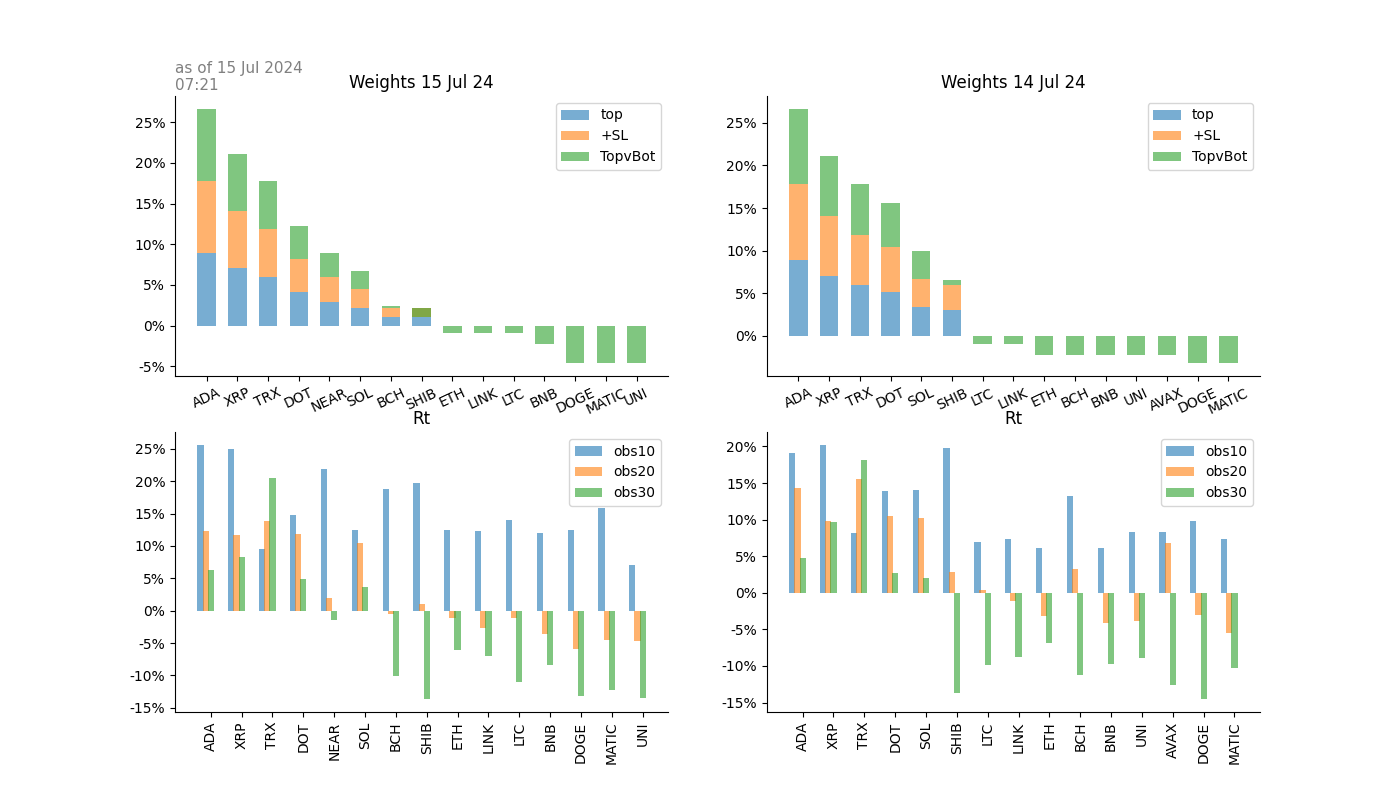 as of 15 Jul 2024
07:21
Weights 15 Jul 24
25%
20%
15%
10%
5%
0%
-5%
top
+SL
TopvBot
ADA XRP TRX DOT NEAR SOL BCH SHIB ETH LINK LTC BNB DOGE MATIC UNI
Weights 14 Jul 24
25%
20%
15%
10%
5%
0%
top
+SL
TopvBot
ADA XRP TRX DOT SOL SHIB LTC LINK ETH BCH BNB UNI AVAX DOGE MATIC
Rt
25%
20%
15%
10%
5%
0%
-5%
-10%
-15%
obs10
obs20
obs30
ADA XRP TRX DOT NEAR SOL BCH SHIB ETH LINK LTC BNB DOGE MATIC UNI
Rt
20%
15%
10%
5%
0%
-5%
-10%
-15%
obs10
obs20
obs30
ADA XRP TRX DOT SOL SHIB LTC LINK ETH BCH BNB UNI AVAX DOGE MATIC